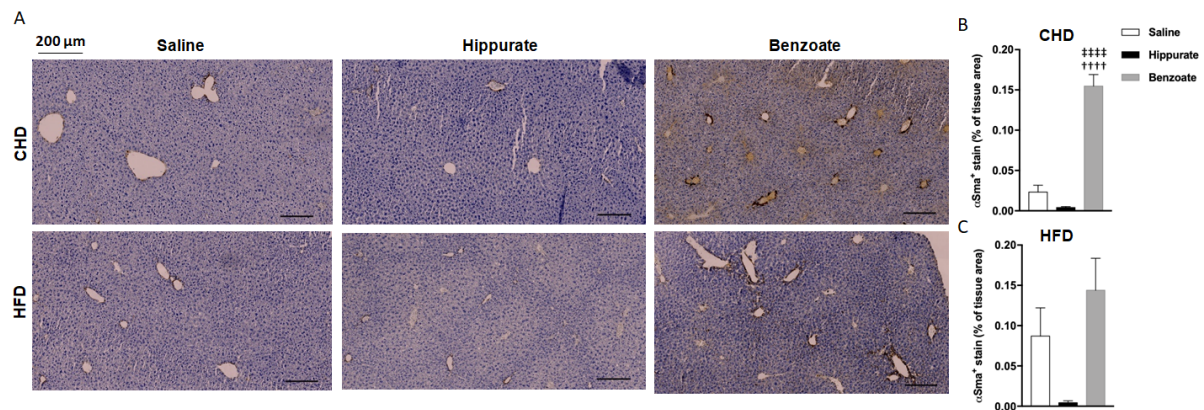 A
200 µm
Saline
Hippurate
Benzoate
CHD
HFD
B
CHD
αSma⁺ stain (% of tissue area)
0.20
0.15
0.10
0.05
0.00
‡‡‡‡
††††
Saline
Hippurate
Benzoate
C
HFD
αSma⁺ stain (% of tissue area)
0.20
0.15
0.10
0.05
0.00